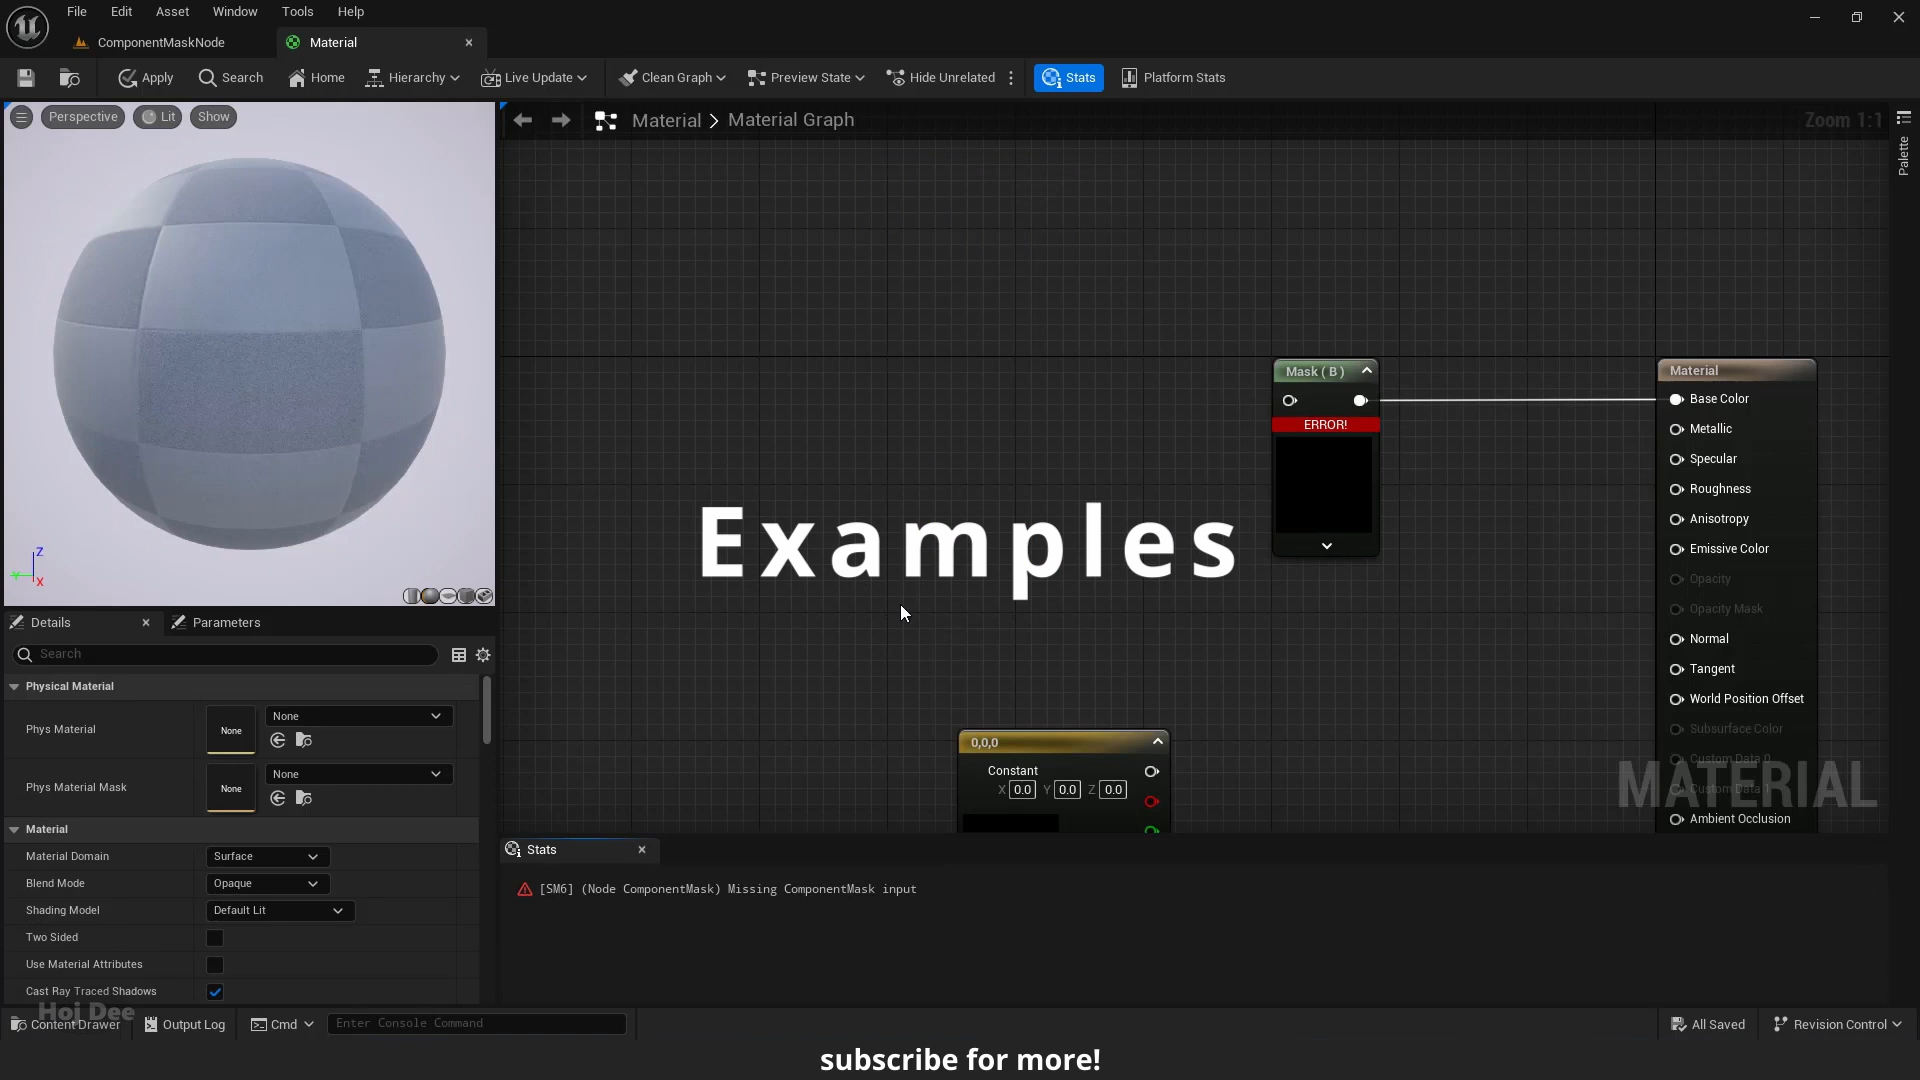 File Edit Asset Window Tools Help
ComponentMaskNode Material
Apply Search Home Hierarchy Live Update Clean Graph Preview State Hide Unrelated Stats Platform Stats
Perspective Lit Show
Material > Material Graph
Zoom 1:1
Palette
Mask ( B )
ERROR!
Material
Base Color
Metallic
Specular
Roughness
Anisotropy
Emissive Color
Opacity
Opacity Mask
Normal
Tangent
World Position Offset
Subsurface Color
Custom Data 0
Custom Data 1
Ambient Occlusion
MATERIAL
Examples
0,0,0
Constant
X 0.0 Y 0.0 Z 0.0
Z
Y
X
Details Parameters
Search
Physical Material
Phys Material None None
Phys Material Mask None None
Material
Material Domain Surface
Blend Mode Opaque
Shading Model Default Lit
Two Sided
Use Material Attributes
Cast Ray Traced Shadows
Stats
[SM6] (Node ComponentMask) Missing ComponentMask input
Hoj Dee
Content Drawer Output Log Cmd Enter Console Command All Saved Revision Control
subscribe for more!